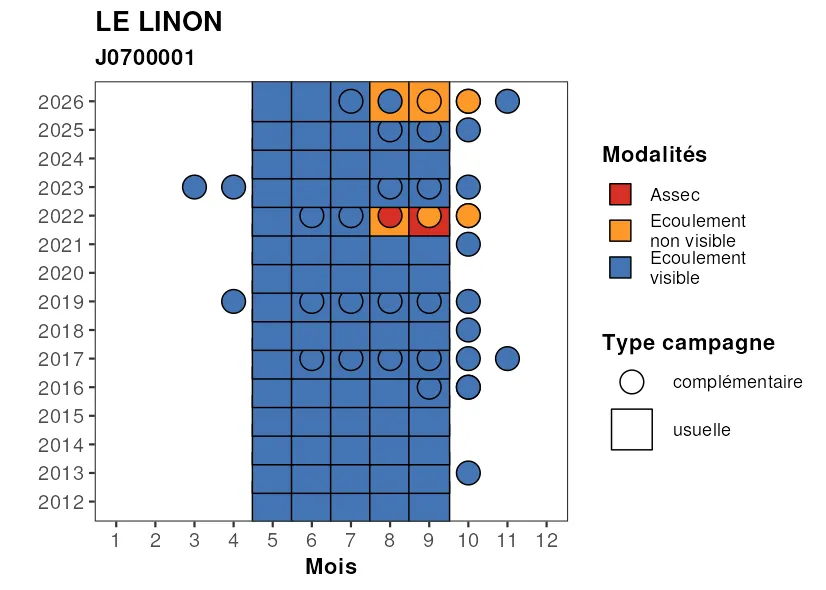 LE LINON
J0700001
2026
2025
2024
2023
2022
2021
2020
2019
2018
2017
2016
2015
2014
2013
2012
1 2 3 4 5 6 7 8 9 10 11 12
Mois
Modalités
Assec
Ecoulement
non visible
Ecoulement
visible
Type campagne
complémentaire
usuelle